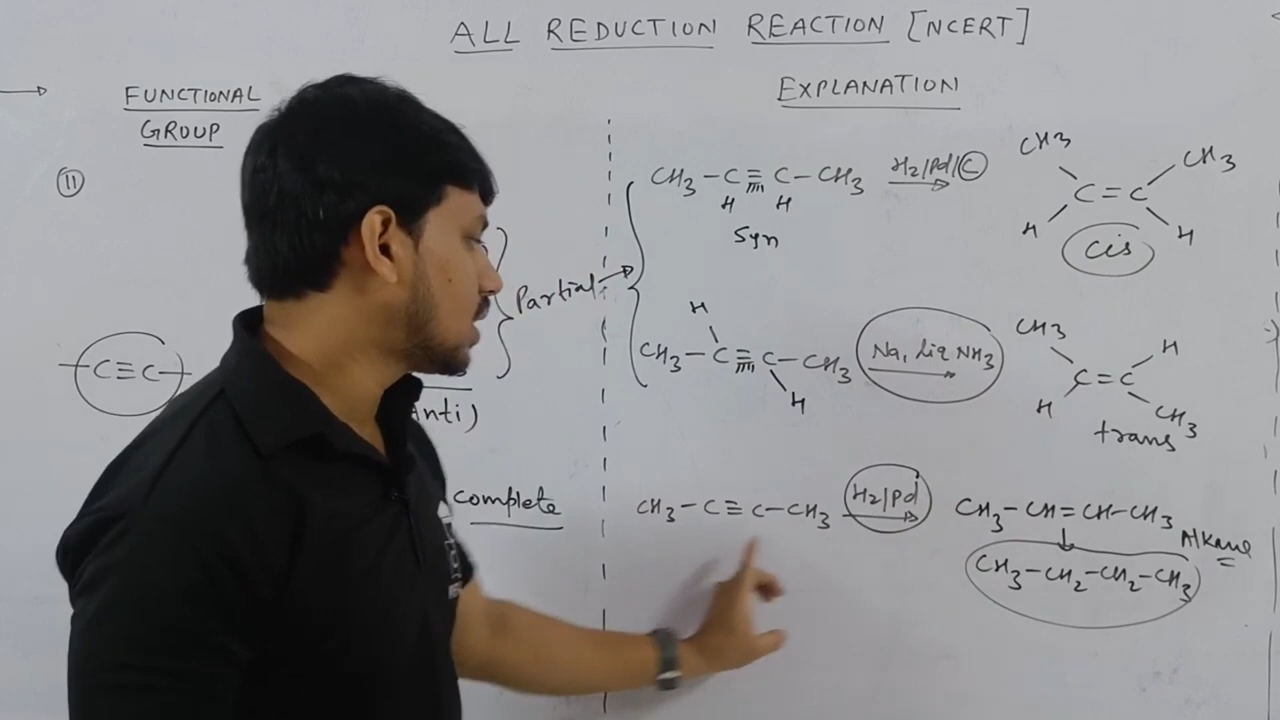 ALL REDUCTION REACTION [NCERT]
FUNCTIONAL
GROUP
EXPLANATION
11
CH3-C≡C-CH3 H2/Pd/C
H H
Syn
CH3 CH3
C=C
H H
cis
Partial
-C≡C-
H
CH3-C≡C-CH3 Na, Liq NH3
H
CH3 H
C=C
H CH3
trans
Anti)
complete
CH3-C≡C-CH3 H2/Pd CH3-CH=CH-CH3
Alkane
CH3-CH2-CH2-CH3